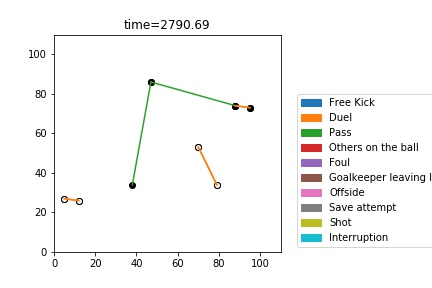 time=2790.69
100
80
60
40
20
0
0 20 40 60 80 100
Free Kick
Duel
Pass
Others on the ball
Foul
Goalkeeper leaving l
Offside
Save attempt
Shot
Interruption